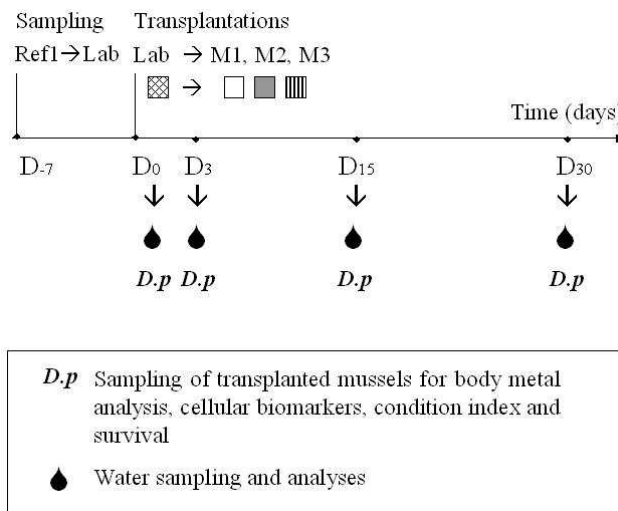 Sampling Transplantations
Ref1→Lab Lab → M1, M2, M3
→
Time (days)
D-7 D0 D3 D15 D30
D.p D.p D.p D.p
D.p Sampling of transplanted mussels for body metal
analysis, cellular biomarkers, condition index and
survival
Water sampling and analyses